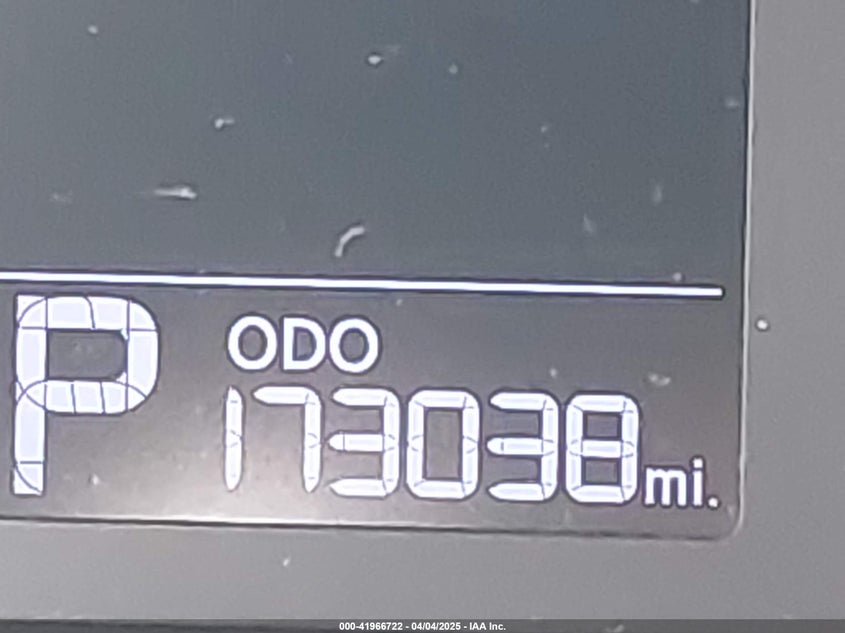 P
ODO
173038 mi.
000-41966722 - 04/04/2025 - IAA Inc.